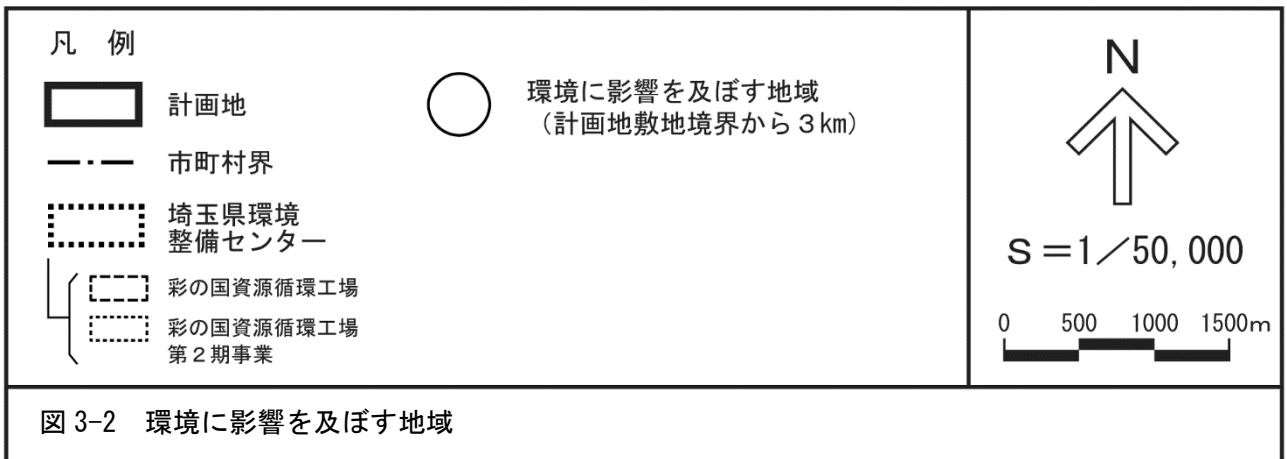 凡 例
計画地
市町村界
埼玉県環境
整備センター
彩の国資源循環工場
彩の国資源循環工場
第２期事業
環境に影響を及ぼす地域
（計画地敷地境界から３㎞）
N
S＝1／50,000
0 500 1000 1500m
図 3-2 環境に影響を及ぼす地域